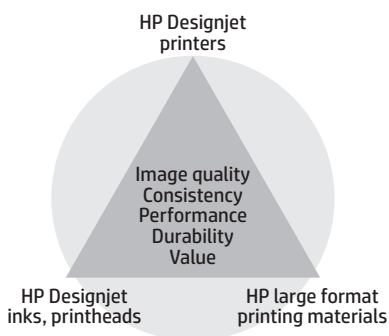 HP Designjet
printers
Image quality
Consistency
Performance
Durability
Value
HP Designjet
inks, printheads
HP large format
printing materials